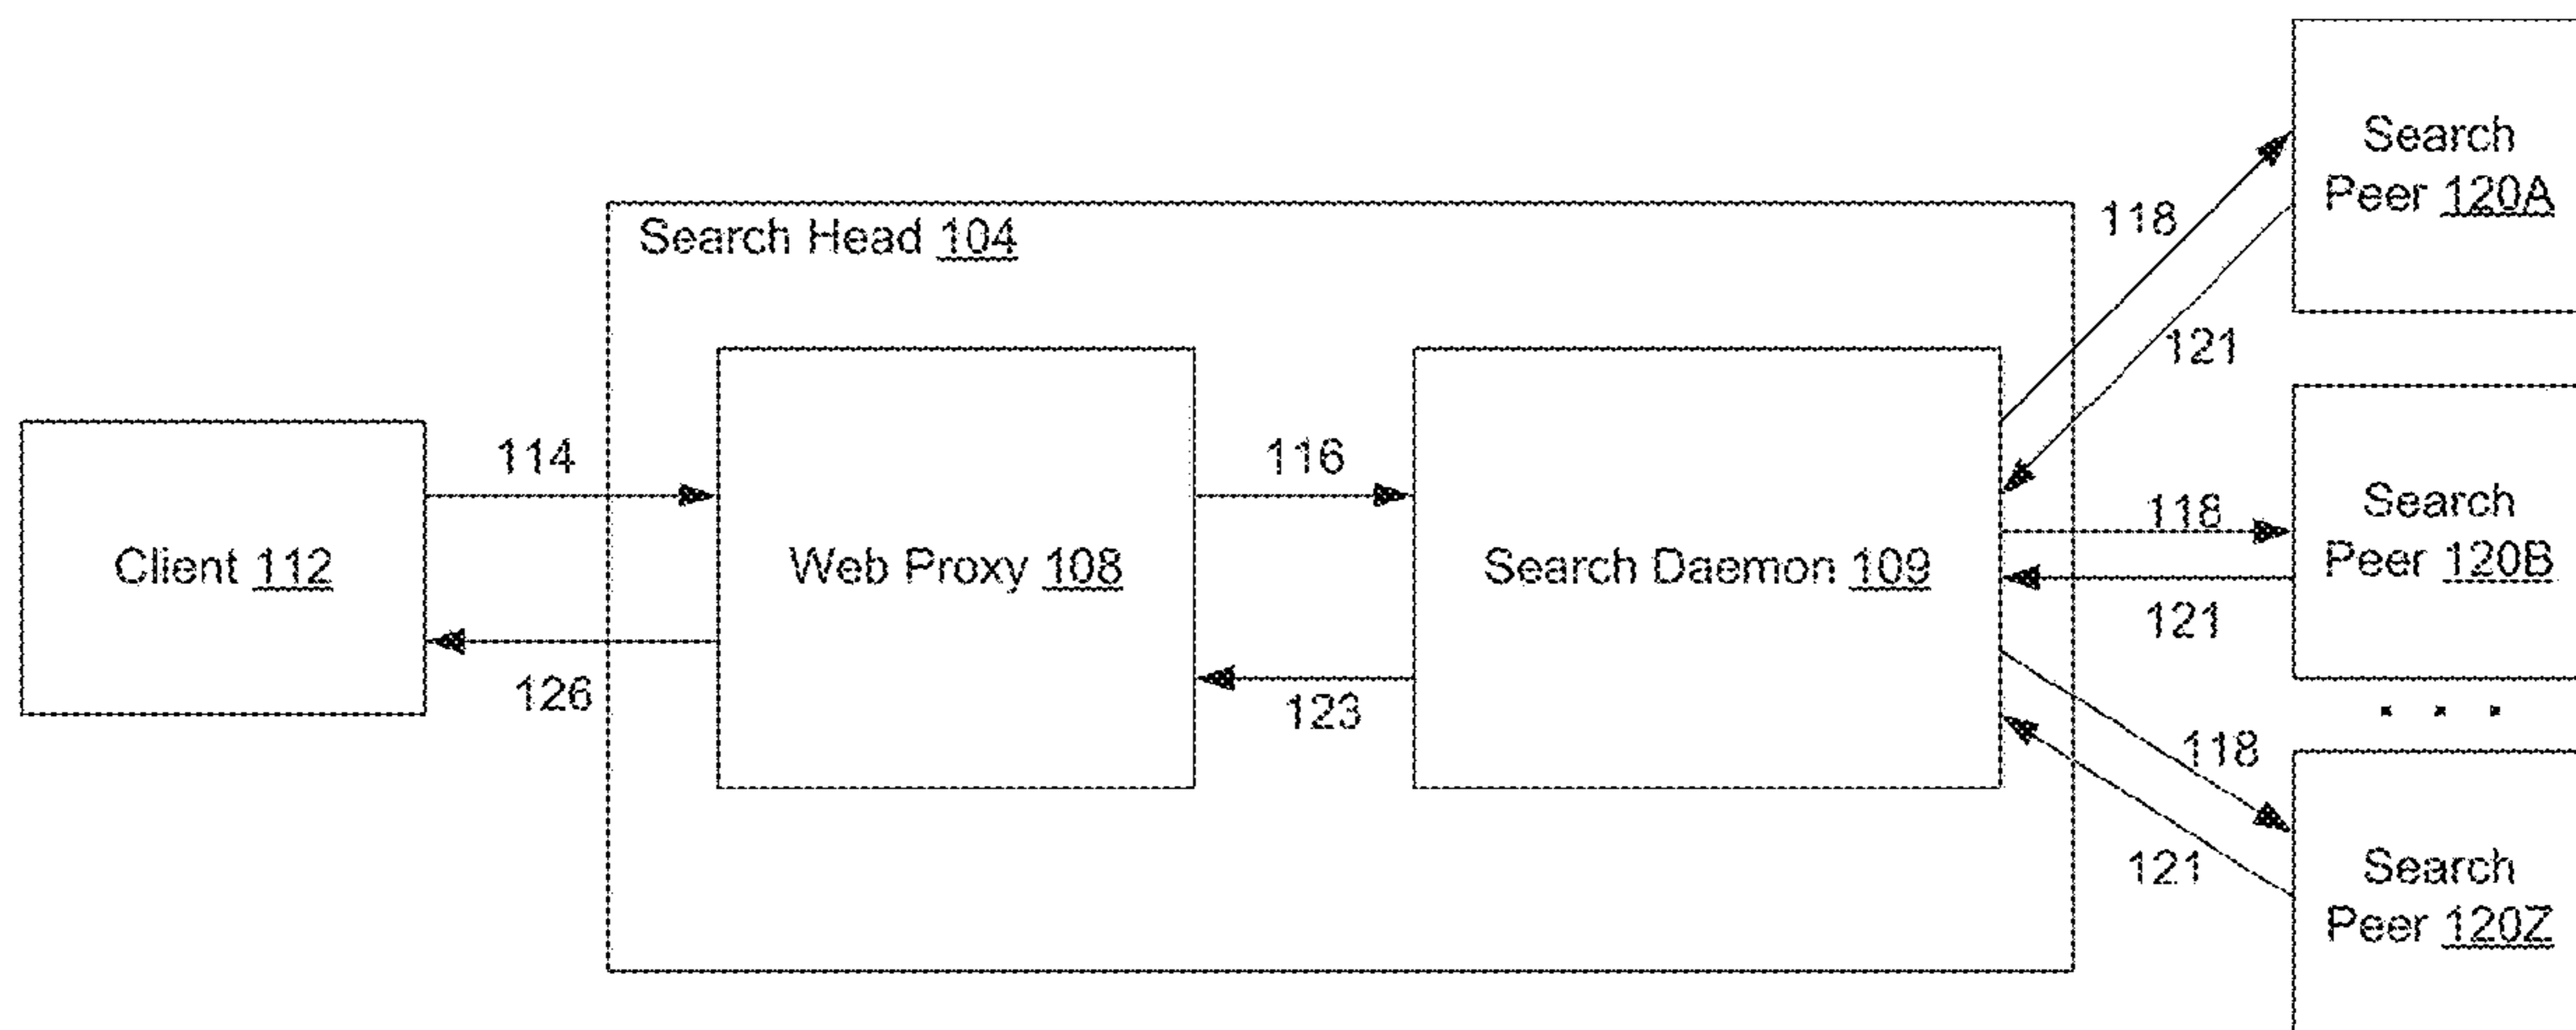 Search
Peer 120A
118
Search Head 104
121
114
116
118
Search
Peer 120B
Client 112
Web Proxy 108
Search Daemon 109
121
126
123
. . .
118
121
Search
Peer 120Z